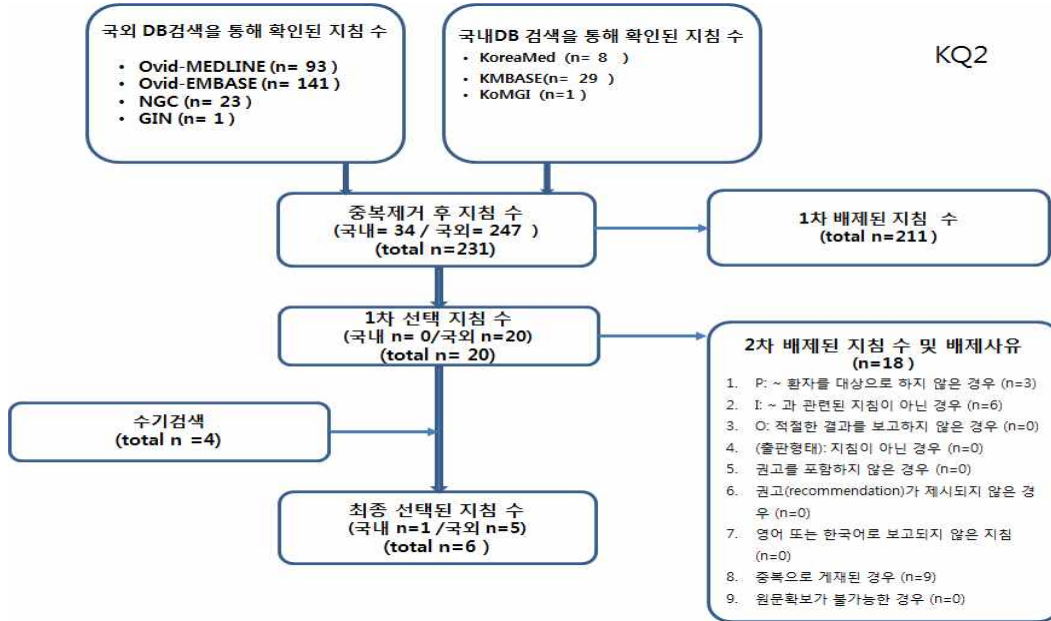 국외 DB검색을 통해 확인된 지침 수
• Ovid-MEDLINE (n= 93)
• Ovid-EMBASE (n= 141)
• NGC (n= 23)
• GIN (n= 1 )
국내DB 검색을 통해 확인된 지침 수
• KoreaMed (n= 8 )
• KMBASE(n= 29 )
• KoMGI (n=1 )
KQ2
중복제거 후 지침 수
(국내= 34 / 국외= 247 )
(total n=231)
1차 배제된 지침 수
(total n=211 )
1차 선택 지침 수
(국내 n= 0/국외 n=20)
(total n= 20)
2차 배제된 지침 수 및 배제사유
(n=18 )
1. P: ~ 환자를 대상으로 하지 않은 경우 (n=3)
2. I: ~ 과 관련된 지침이 아닌 경우 (n=6)
3. O: 적절한 결과를 보고하지 않은 경우 (n=0)
4. (출판형태): 지침이 아닌 경우 (n=0)
5. 권고를 포함하지 않은 경우 (n=0)
6. 권고(recommendation)가 제시되지 않은 경
우 (n=0)
7. 영어 또는 한국어로 보고되지 않은 지침
(n=0)
8. 중복으로 게재된 경우 (n=9)
9. 원문확보가 불가능한 경우 (n=0)
수기검색
(total n =4)
최종 선택된 지침 수
(국내 n=1 /국외 n=5)
(total n=6 )